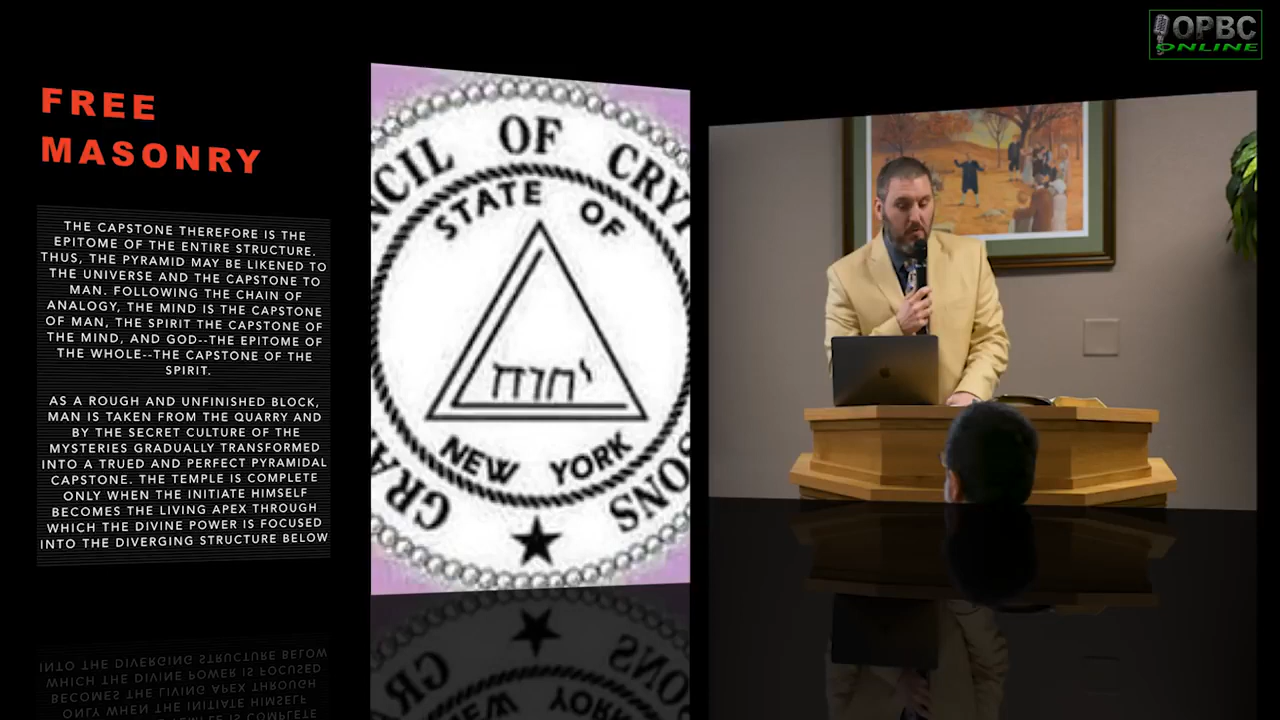 OPBC
ONLINE
FREE
MASONRY
THE CAPSTONE THEREFORE IS THE
EPITOME OF THE ENTIRE STRUCTURE.
THUS, THE PYRAMID MAY BE LIKENED TO
THE UNIVERSE AND THE CAPSTONE TO
MAN. FOLLOWING THE CHAIN OF
ANALOGY, THE MIND IS THE CAPSTONE
OF MAN, THE SPIRIT THE CAPSTONE OF
THE MIND, AND GOD--THE EPITOME OF
THE WHOLE--THE CAPSTONE OF THE
SPIRIT.
AS A ROUGH AND UNFINISHED BLOCK,
MAN IS TAKEN FROM THE QUARRY AND
BY THE SECRET CULTURE OF THE
MYSTERIES GRADUALLY TRANSFORMED
INTO A TRUED AND PERFECT PYRAMIDAL
CAPSTONE. THE TEMPLE IS COMPLETE
ONLY WHEN THE INITIATE HIMSELF
BECOMES THE LIVING APEX THROUGH
WHICH THE DIVINE POWER IS FOCUSED
INTO THE DIVERGING STRUCTURE BELOW
NCIL OF CRYP
STATE OF
NEW YORK
GRA
SONS